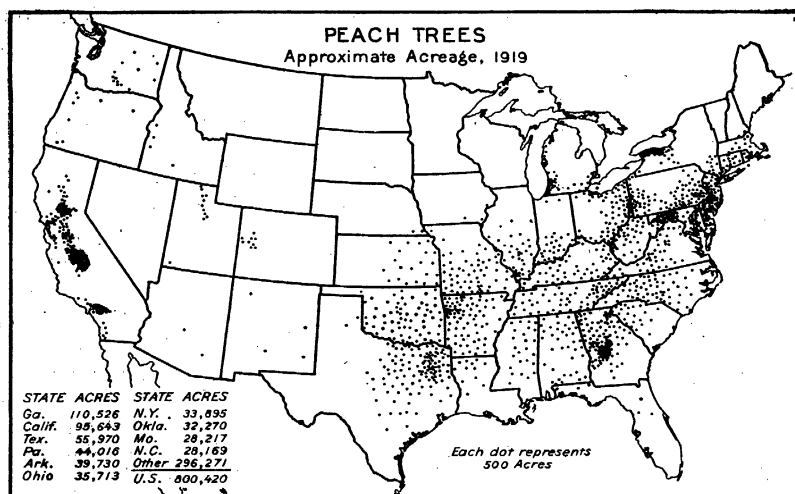 PEACH TREES
Approximate Acreage, 1919
STATE ACRES STATE ACRES
Ga. 110,526 N.Y. . 33,895
Calif. 95,643 Okla. 32,270
Tex. 55,970 Mo. 28,217
Pa. 44,016 N.C. 28,169
Ark. 39,730 Other 296,271
Ohio 35,713 U.S. 800,420
Each dot represents
500 Acres